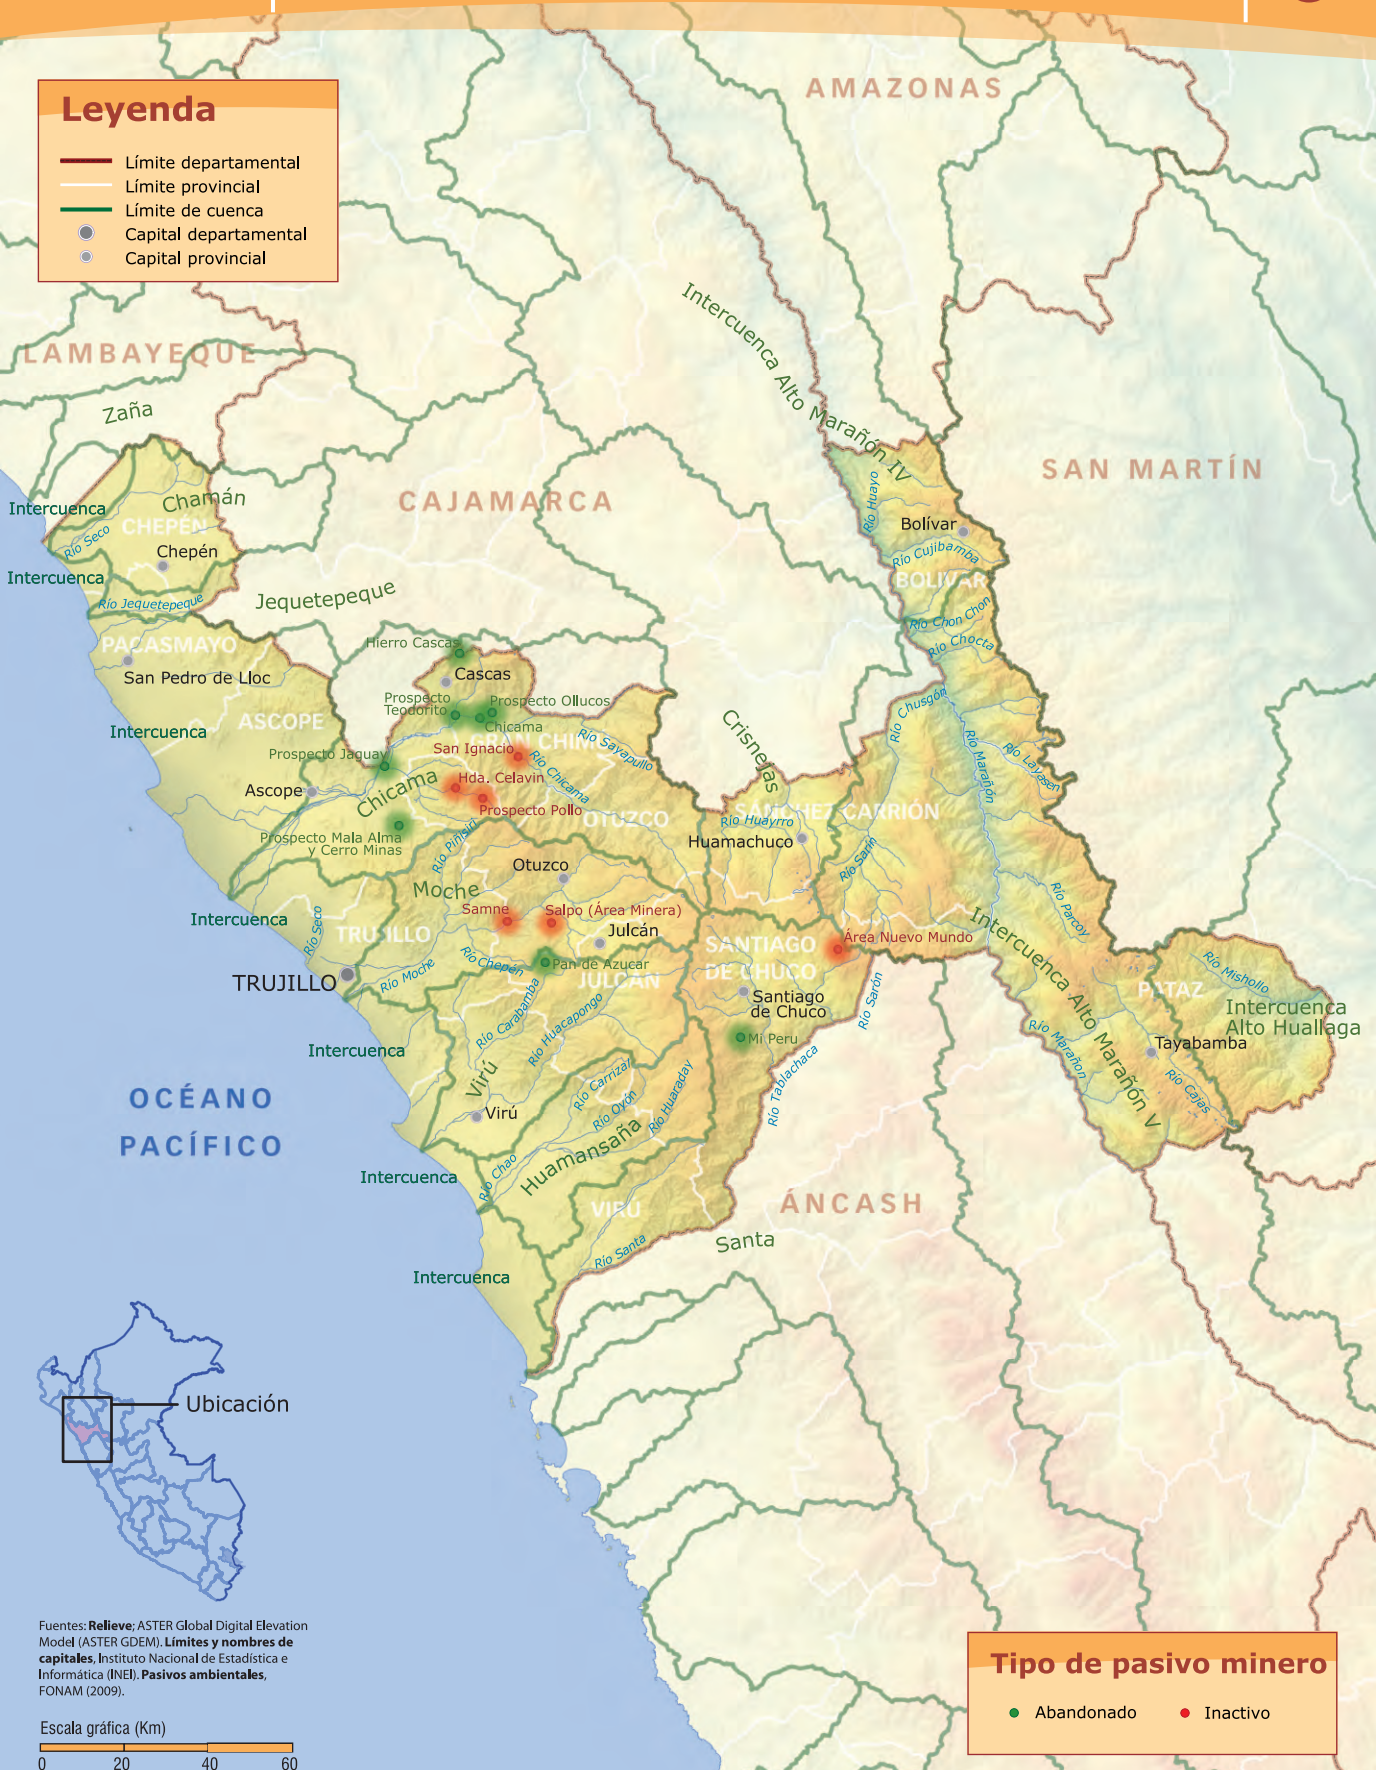 AMAZONAS
Leyenda
Límite departamental
Límite provincial
Límite de cuenca
Capital departamental
Capital provincial
Intercuenca Alto Marañón IV
LAMBAYEQUE
Zaña
CAJAMARCA
SAN MARTÍN
Intercuenca
Chamán
CHEPÉN
Río Seco
Chepén
Río Huayo
Bolívar
Río Cujibamba
BOLÍVAR
Intercuenca
Río Jequetepeque
Jequetepeque
Río Chon Chon
Río Chocta
PACASMAYO
San Pedro de Lloc
Hierro Cascas
Cascas
Prospecto
Teodorito
Prospecto Ollucos
Chicama
Intercuenca
ASCOPE
GRAN CHIMÚ
San Ignacio
Río Sayapullo
Crisnejas
Río Chusgón
Río Marañón
Río Lavasen
Prospecto Jaguay
Hda. Celavin
Río Chicama
Ascope
Chicama
Prospecto Pollo
OTUZCO
SÁNCHEZ CARRIÓN
Río Huayrro
Huamachuco
Prospecto Mala Alma
y Cerro Minas
Río Piñisiri
Río Sarín
Otuzco
Moche
Samne
Salpo (Área Minera)
Río Parcoy
Intercuenca
Río Seco
TRUJILLO
Julcán
SANTIAGO
DE CHUCO
Área Nuevo Mundo
Intercuenca Alto Marañón V
TRUJILLO
Río Moche
Río Chepén
Pan de Azucar
JULCÁN
Río Mishollo
PATAZ
Intercuenca
Alto Huallaga
Santiago
de Chuco
Río Sarón
Río Carabamba
Río Huacapongo
Mi Peru
Río Marañon
Tayabamba
Intercuenca
Virú
Río Carrizal
Río Oyón
Río Huaraday
Río Tablachaca
Río Cajas
OCÉANO
PACÍFICO
Virú
Huamansaña
Intercuenca
Río Chao
VIRÚ
ÁNCASH
Santa
Río Santa
Intercuenca
Ubicación
Fuentes: Relieve; ASTER Global Digital Elevation
Model (ASTER GDEM). Límites y nombres de
capitales, Instituto Nacional de Estadística e
Informática (INEI). Pasivos ambientales,
FONAM (2009).
Escala gráfica (Km)
0 20 40 60
Tipo de pasivo minero
Abandonado
Inactivo